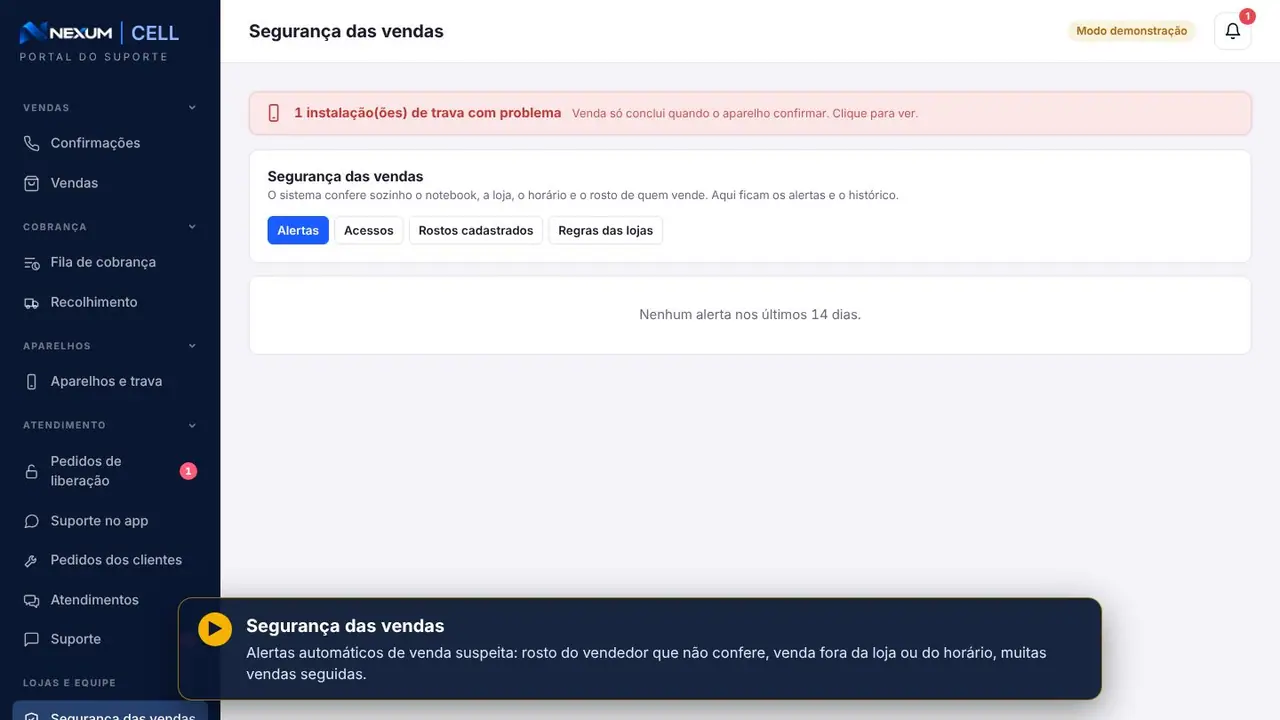 NEXUM | CELL
PORTAL DO SUPORTE
VENDAS
Confirmações
Vendas
COBRANÇA
Fila de cobrança
Recolhimento
APARELHOS
Aparelhos e trava
ATENDIMENTO
Pedidos de
liberação
1
Suporte no app
Pedidos dos clientes
Atendimentos
Suporte
LOJAS E EQUIPE
Segurança das vendas
Segurança das vendas
Modo demonstração
1
1 instalação(ões) de trava com problema Venda só conclui quando o aparelho confirmar. Clique para ver.
Segurança das vendas
O sistema confere sozinho o notebook, a loja, o horário e o rosto de quem vende. Aqui ficam os alertas e o histórico.
Alertas Acessos Rostos cadastrados Regras das lojas
Nenhum alerta nos últimos 14 dias.
Segurança das vendas
Alertas automáticos de venda suspeita: rosto do vendedor que não confere, venda fora da loja ou do horário, muitas
vendas seguidas.